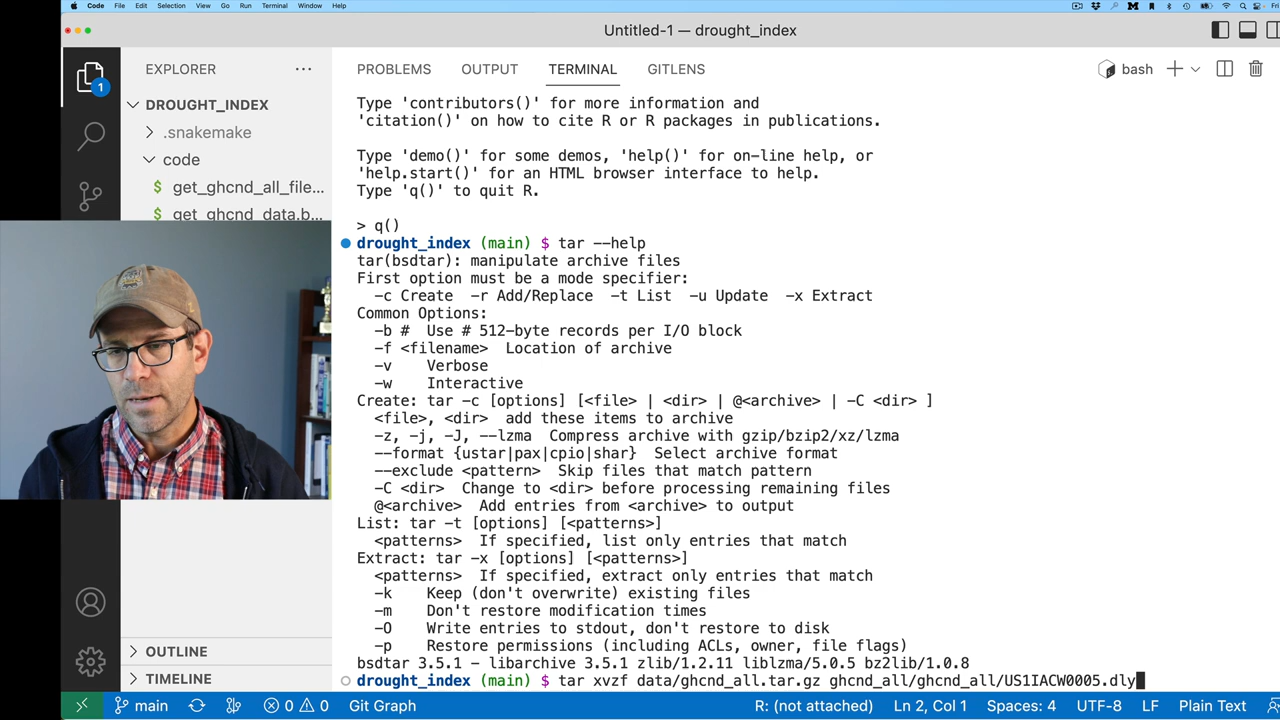 Code File Edit Selection View Go Run Terminal Window Help
Fri
Untitled-1 — drought_index
EXPLORER
PROBLEMS OUTPUT TERMINAL GITLENS
bash
1
DROUGHT_INDEX
.snakemake
code
$ get_ghcnd_all_file...
$ get_ghcnd_data.b...
Type 'contributors()' for more information and
'citation()' on how to cite R or R packages in publications.
Type 'demo()' for some demos, 'help()' for on-line help, or
'help.start()' for an HTML browser interface to help.
Type 'q()' to quit R.
> q()
drought_index (main) $ tar --help
tar(bsdtar): manipulate archive files
First option must be a mode specifier:
-c Create -r Add/Replace -t List -u Update -x Extract
Common Options:
-b # Use # 512-byte records per I/O block
-f <filename> Location of archive
-v Verbose
-w Interactive
Create: tar -c [options] [<file> | <dir> | @<archive> | -C <dir> ]
<file>, <dir> add these items to archive
-z, -j, -J, --lzma Compress archive with gzip/bzip2/xz/lzma
--format {ustar|pax|cpio|shar} Select archive format
--exclude <pattern> Skip files that match pattern
-C <dir> Change to <dir> before processing remaining files
@<archive> Add entries from <archive> to output
List: tar -t [options] [<patterns>]
<patterns> If specified, list only entries that match
Extract: tar -x [options] [<patterns>]
<patterns> If specified, extract only entries that match
-k Keep (don't overwrite) existing files
-m Don't restore modification times
-O Write entries to stdout, don't restore to disk
-p Restore permissions (including ACLs, owner, file flags)
bsdtar 3.5.1 - libarchive 3.5.1 zlib/1.2.11 liblzma/5.0.5 bz2lib/1.0.8
drought_index (main) $ tar xvzf data/ghcnd_all.tar.gz ghcnd_all/ghcnd_all/US1IACW0005.dly
OUTLINE
TIMELINE
main 0 0 Git Graph R: (not attached) Ln 2, Col 1 Spaces: 4 UTF-8 LF Plain Text